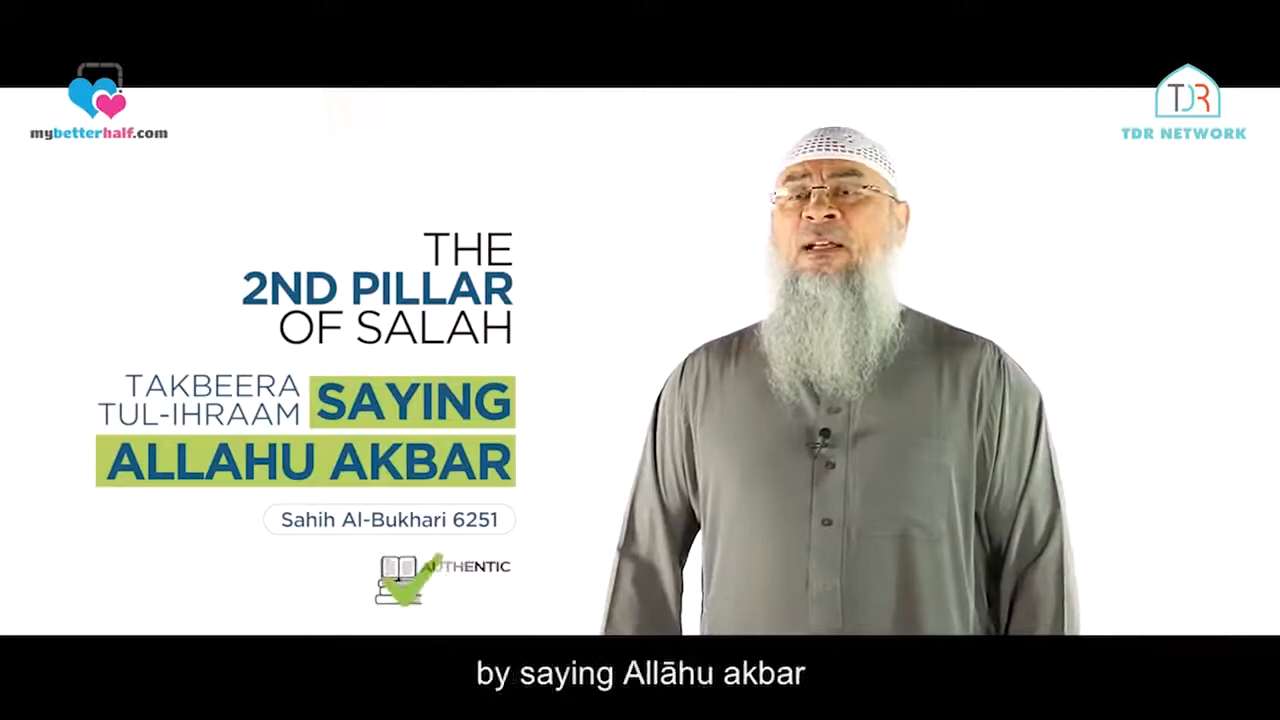 mybetterhalf.com
TDR
TDR NETWORK
THE
2ND PILLAR
OF SALAH
TAKBEERA
TUL-IHRAAM
SAYING
ALLAHU AKBAR
Sahih Al-Bukhari 6251
AUTHENTIC
by saying Allāhu akbar